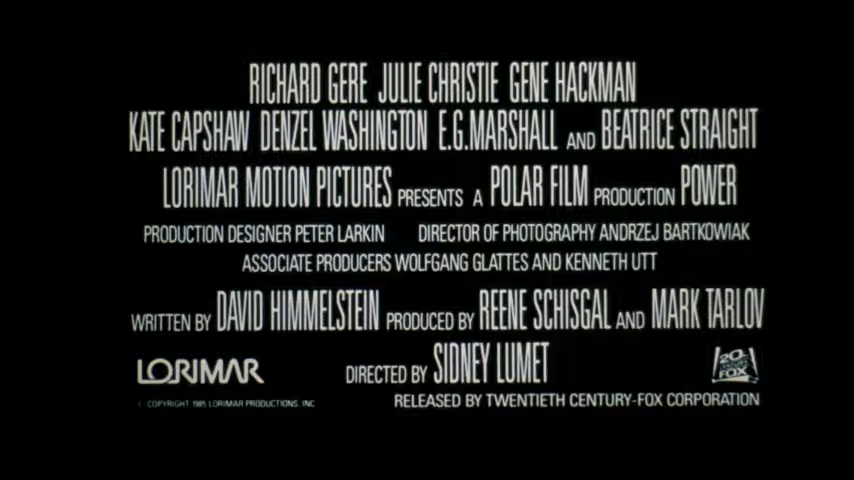 RICHARD GERE JULIE CHRISTIE GENE HACKMAN
KATE CAPSHAW DENZEL WASHINGTON E.G.MARSHALL AND BEATRICE STRAIGHT
LORIMAR MOTION PICTURES PRESENTS A POLAR FILM PRODUCTION POWER
PRODUCTION DESIGNER PETER LARKIN DIRECTOR OF PHOTOGRAPHY ANDRZEJ BARTKOWIAK
ASSOCIATE PRODUCERS WOLFGANG GLATTES AND KENNETH UTT
WRITTEN BY DAVID HIMMELSTEIN PRODUCED BY REENE SCHISGAL AND MARK TARLOV
LORIMAR DIRECTED BY SIDNEY LUMET 20TH CENTURY FOX
COPYRIGHT 1985 LORIMAR PRODUCTIONS, INC RELEASED BY TWENTIETH CENTURY-FOX CORPORATION